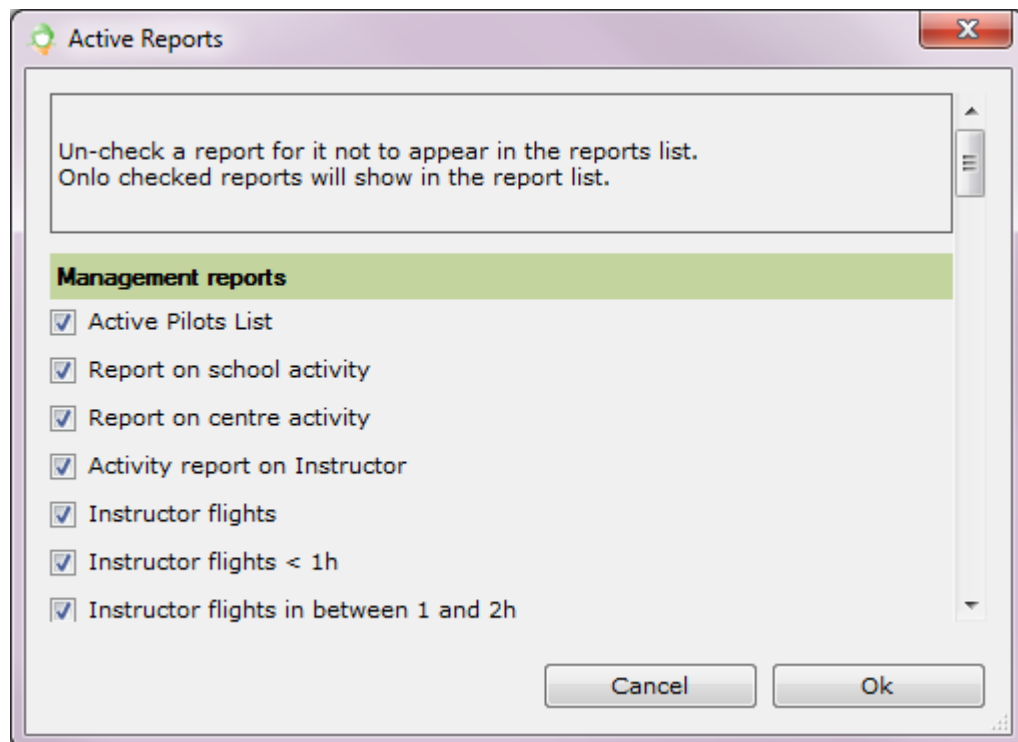 Active Reports
Un-check a report for it not to appear in the reports list.
Onlo checked reports will show in the report list.
Management reports
Active Pilots List
Report on school activity
Report on centre activity
Activity report on Instructor
Instructor flights
Instructor flights < 1h
Instructor flights in between 1 and 2h
Cancel
Ok